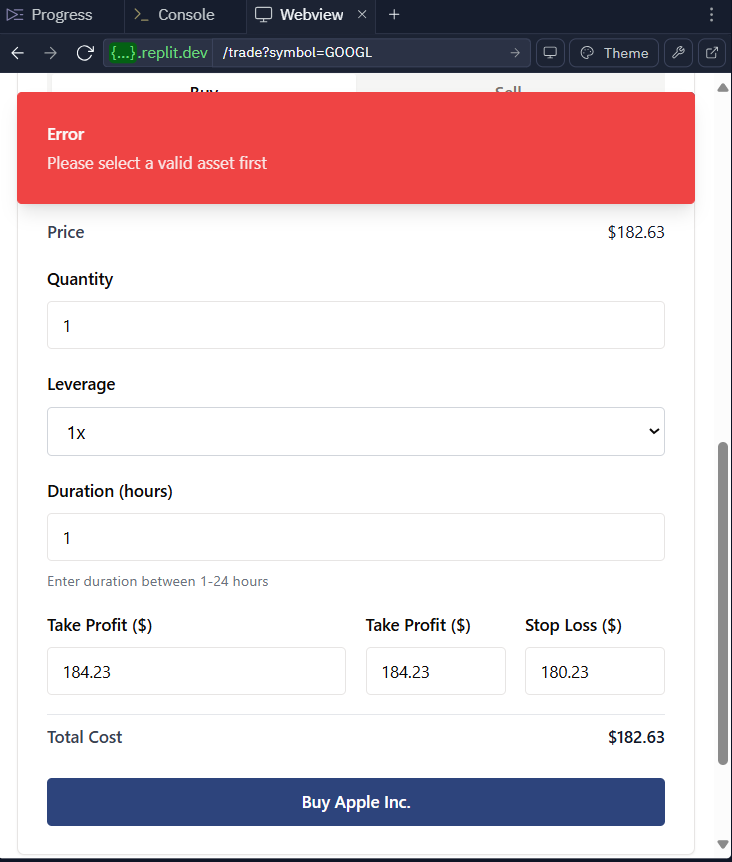 Progress
Console
Webview
{...}.replit.dev
/trade?symbol=GOOGL
Theme
Buy
Sell
Error
Please select a valid asset first
Price
$182.63
Quantity
1
Leverage
1x
Duration (hours)
1
Enter duration between 1-24 hours
Take Profit ($)
Take Profit ($)
Stop Loss ($)
184.23
184.23
180.23
Total Cost
$182.63
Buy Apple Inc.